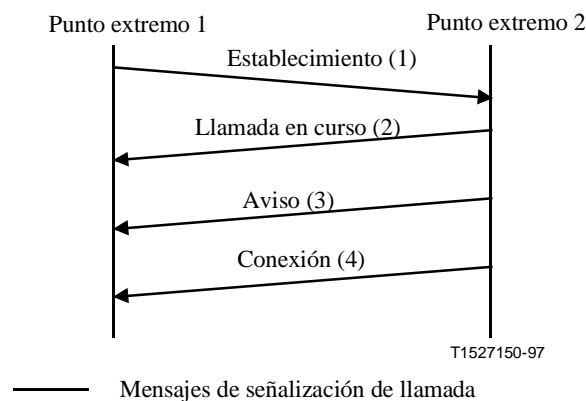 Punto extremo 1
Punto extremo 2
Establecimiento (1)
Llamada en curso (2)
Aviso (3)
Conexión (4)
T1527150-97
Mensajes de señalización de llamada